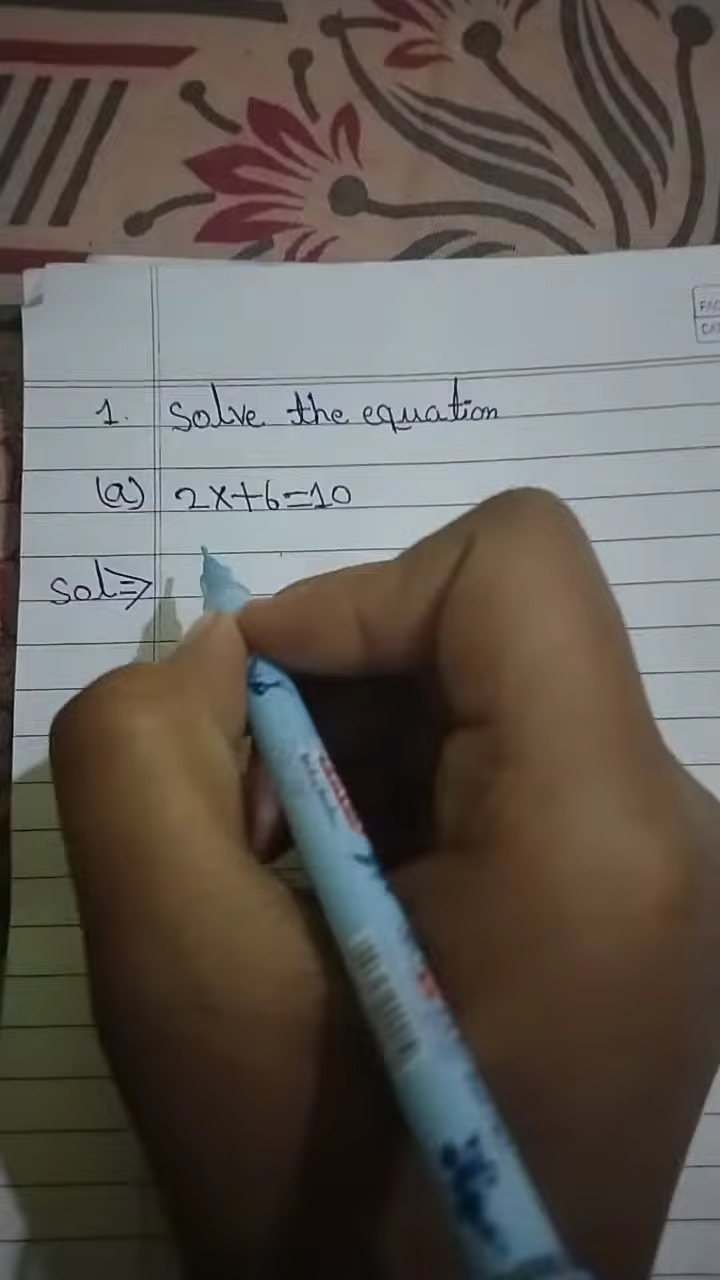 1. Solve the equation
(a) 2x+6=10
Sol⇒